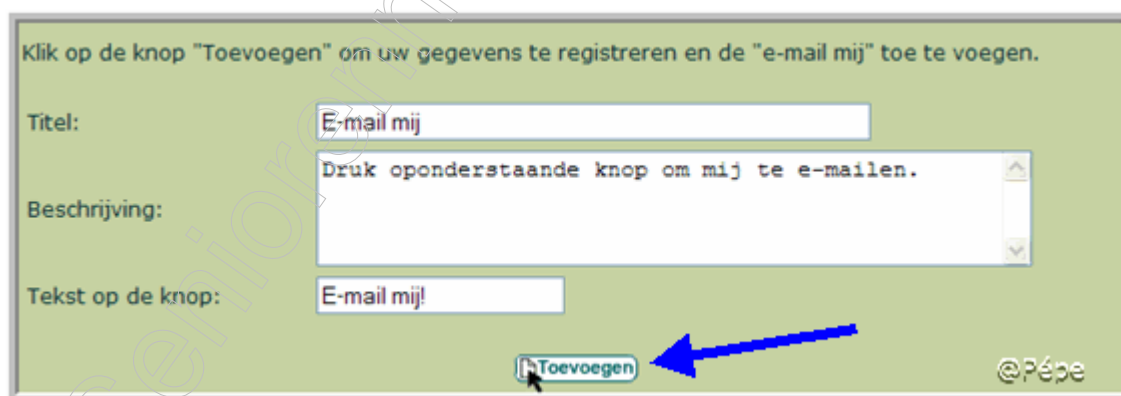 Klik op de knop "Toevoegen" om uw gegevens te registreren en de "e-mail mij" toe te voegen.
Titel: E-mail mij
Druk oponderstaande knop om mij te e-mailen.
Beschrijving:
Tekst op de knop: E-mail mij!
Toevoegen
@Pépe